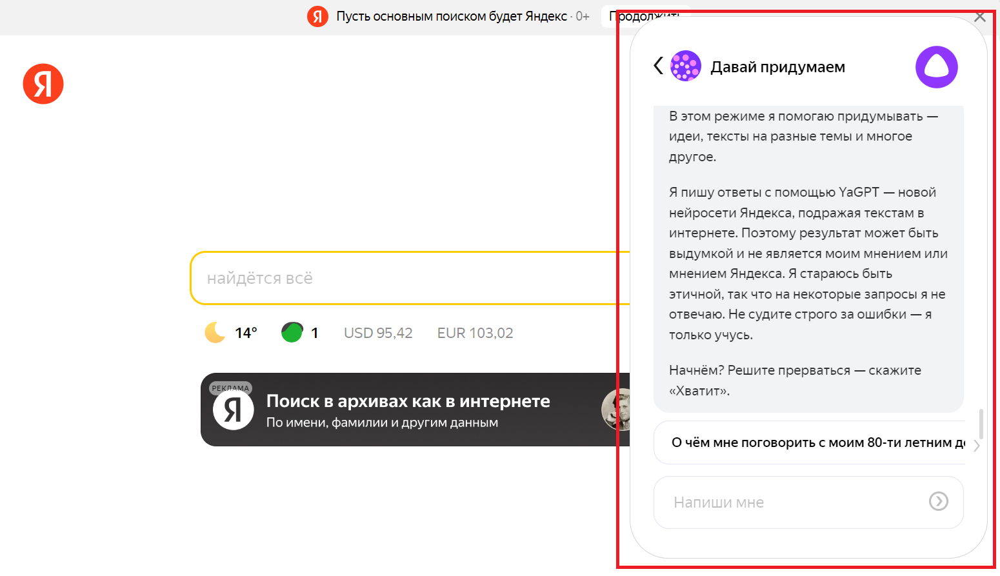 Я Пусть основным поиском будет Яндекс · 0+ Продолжить
Я
найдётся всё
14° 1 USD 95,42 EUR 103,02
РЕКЛАМА
Я
Поиск в архивах как в интернете
По имени, фамилии и другим данным
Давай придумаем
В этом режиме я помогаю придумывать —
идеи, тексты на разные темы и многое
другое.
Я пишу ответы с помощью YaGPT — новой
нейросети Яндекса, подражая текстам в
интернете. Поэтому результат может быть
выдумкой и не является моим мнением или
мнением Яндекса. Я стараюсь быть
этичной, так что на некоторые запросы я не
отвечаю. Не судите строго за ошибки — я
только учусь.
Начнём? Решите прерваться — скажите
«Хватит».
О чём мне поговорить с моим 80-ти летним
Напиши мне